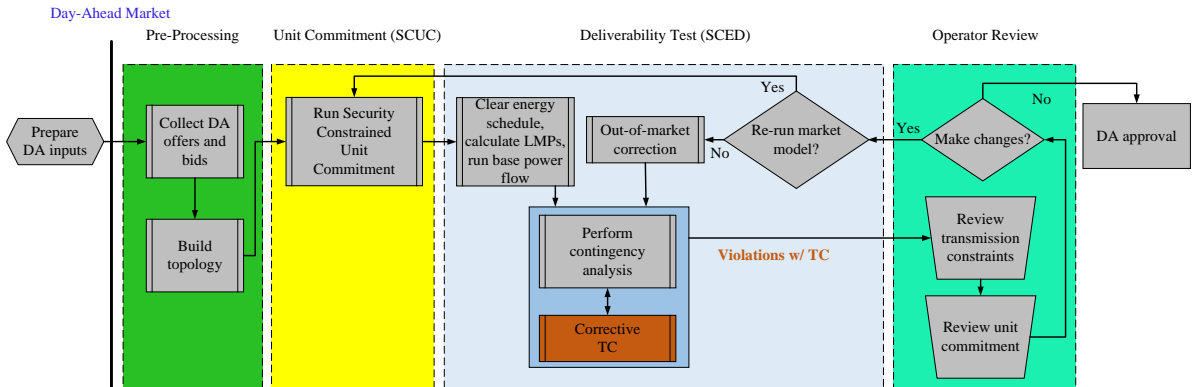 Day-Ahead Market
Pre-Processing
Unit Commitment (SCUC)
Deliverability Test (SCED)
Operator Review
Prepare
DA inputs
Collect DA
offers and
bids
Build
topology
Run Security
Constrained
Unit
Commitment
Clear energy
schedule,
calculate LMPs,
run base power
flow
Out-of-market
correction
Yes
Re-run market
model?
No
Yes
Make changes?
No
DA approval
Perform
contingency
analysis
Corrective
TC
Violations w/ TC
Review
transmission
constraints
Review unit
commitment